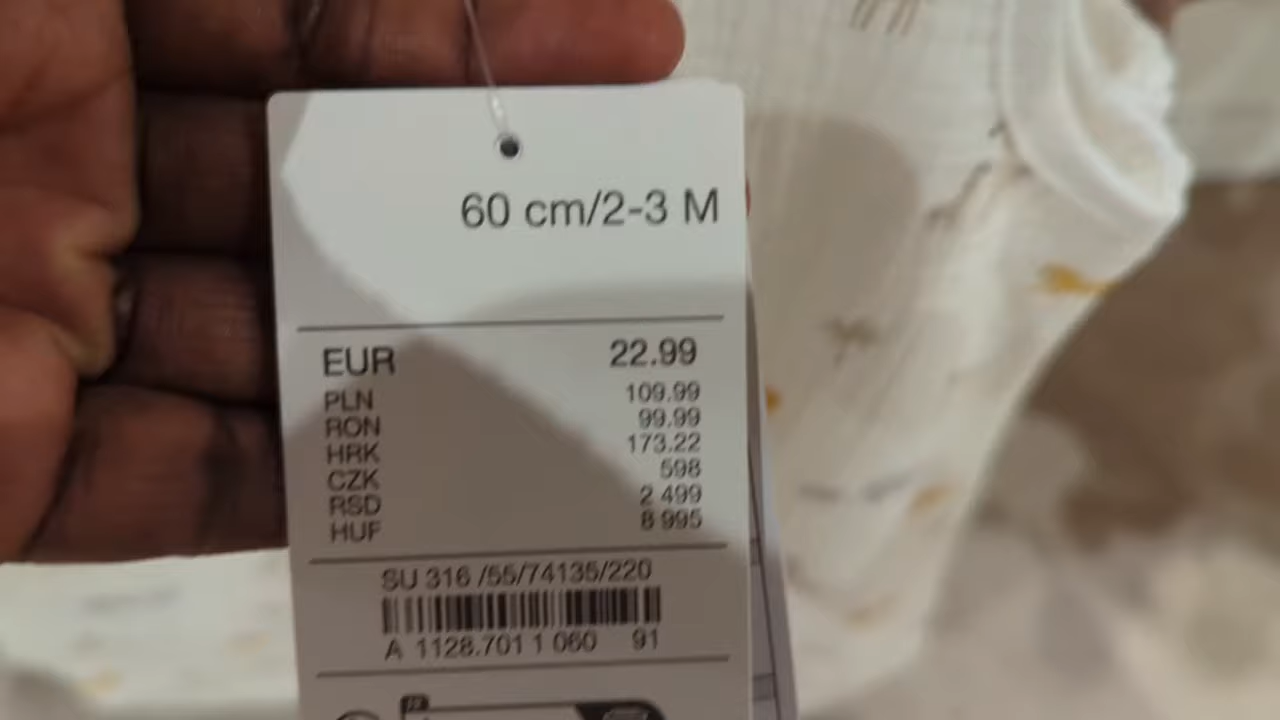 60 cm/2-3 M
EUR 22.99
PLN 109.99
RON 99.99
HRK 173.22
CZK 598
RSD 2 499
HUF 8 995
SU 316 /55/74135/220
A 1128.701 1 060 91